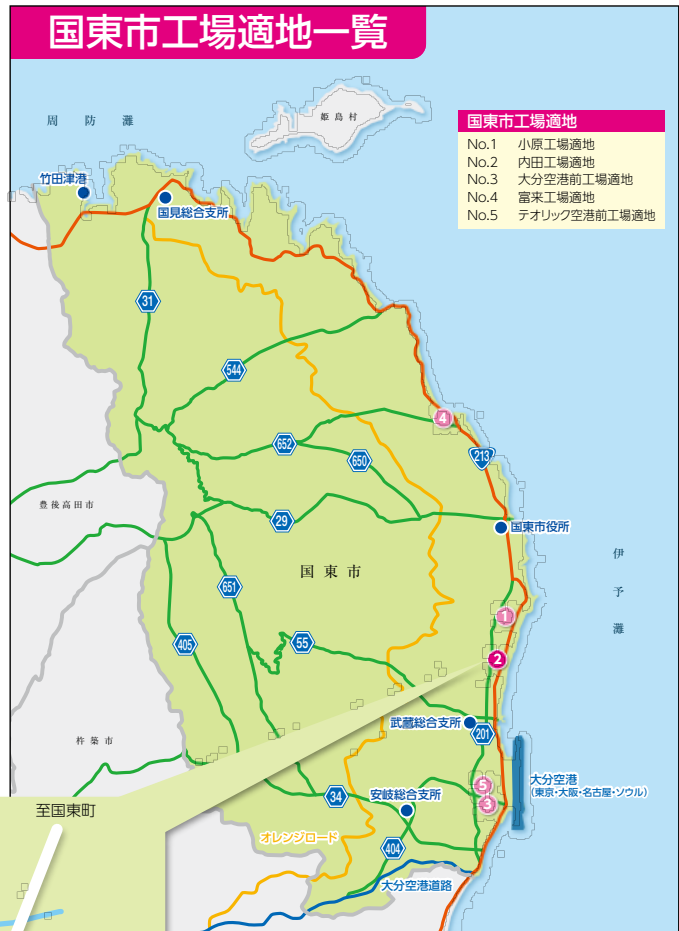 国東市工場適地一覧
周防灘
姫島村
国東市工場適地
No.1 小原工場適地
No.2 内田工場適地
No.3 大分空港前工場適地
No.4 富来工場適地
No.5 テオリック空港前工場適地
竹田津港
国見総合支所
31
544
4
652
650
213
豊後高田市
29
国東市役所
伊予灘
国東市
651
1
405
55
2
武蔵総合支所
201
杵築市
大分空港
(東京・大阪・名古屋・ソウル)
5
3
34
安岐総合支所
至国東町
オレンジロード
404
大分空港道路